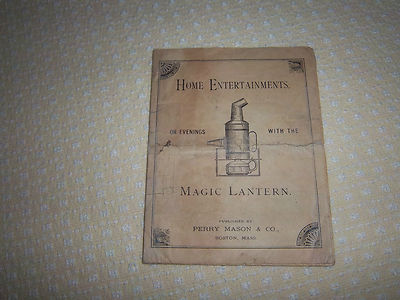 HOME ENTERTAINMENTS,
OR EVENINGS WITH THE
MAGIC LANTERN.
PUBLISHED BY
PERRY MASON & CO.,
BOSTON, MASS.